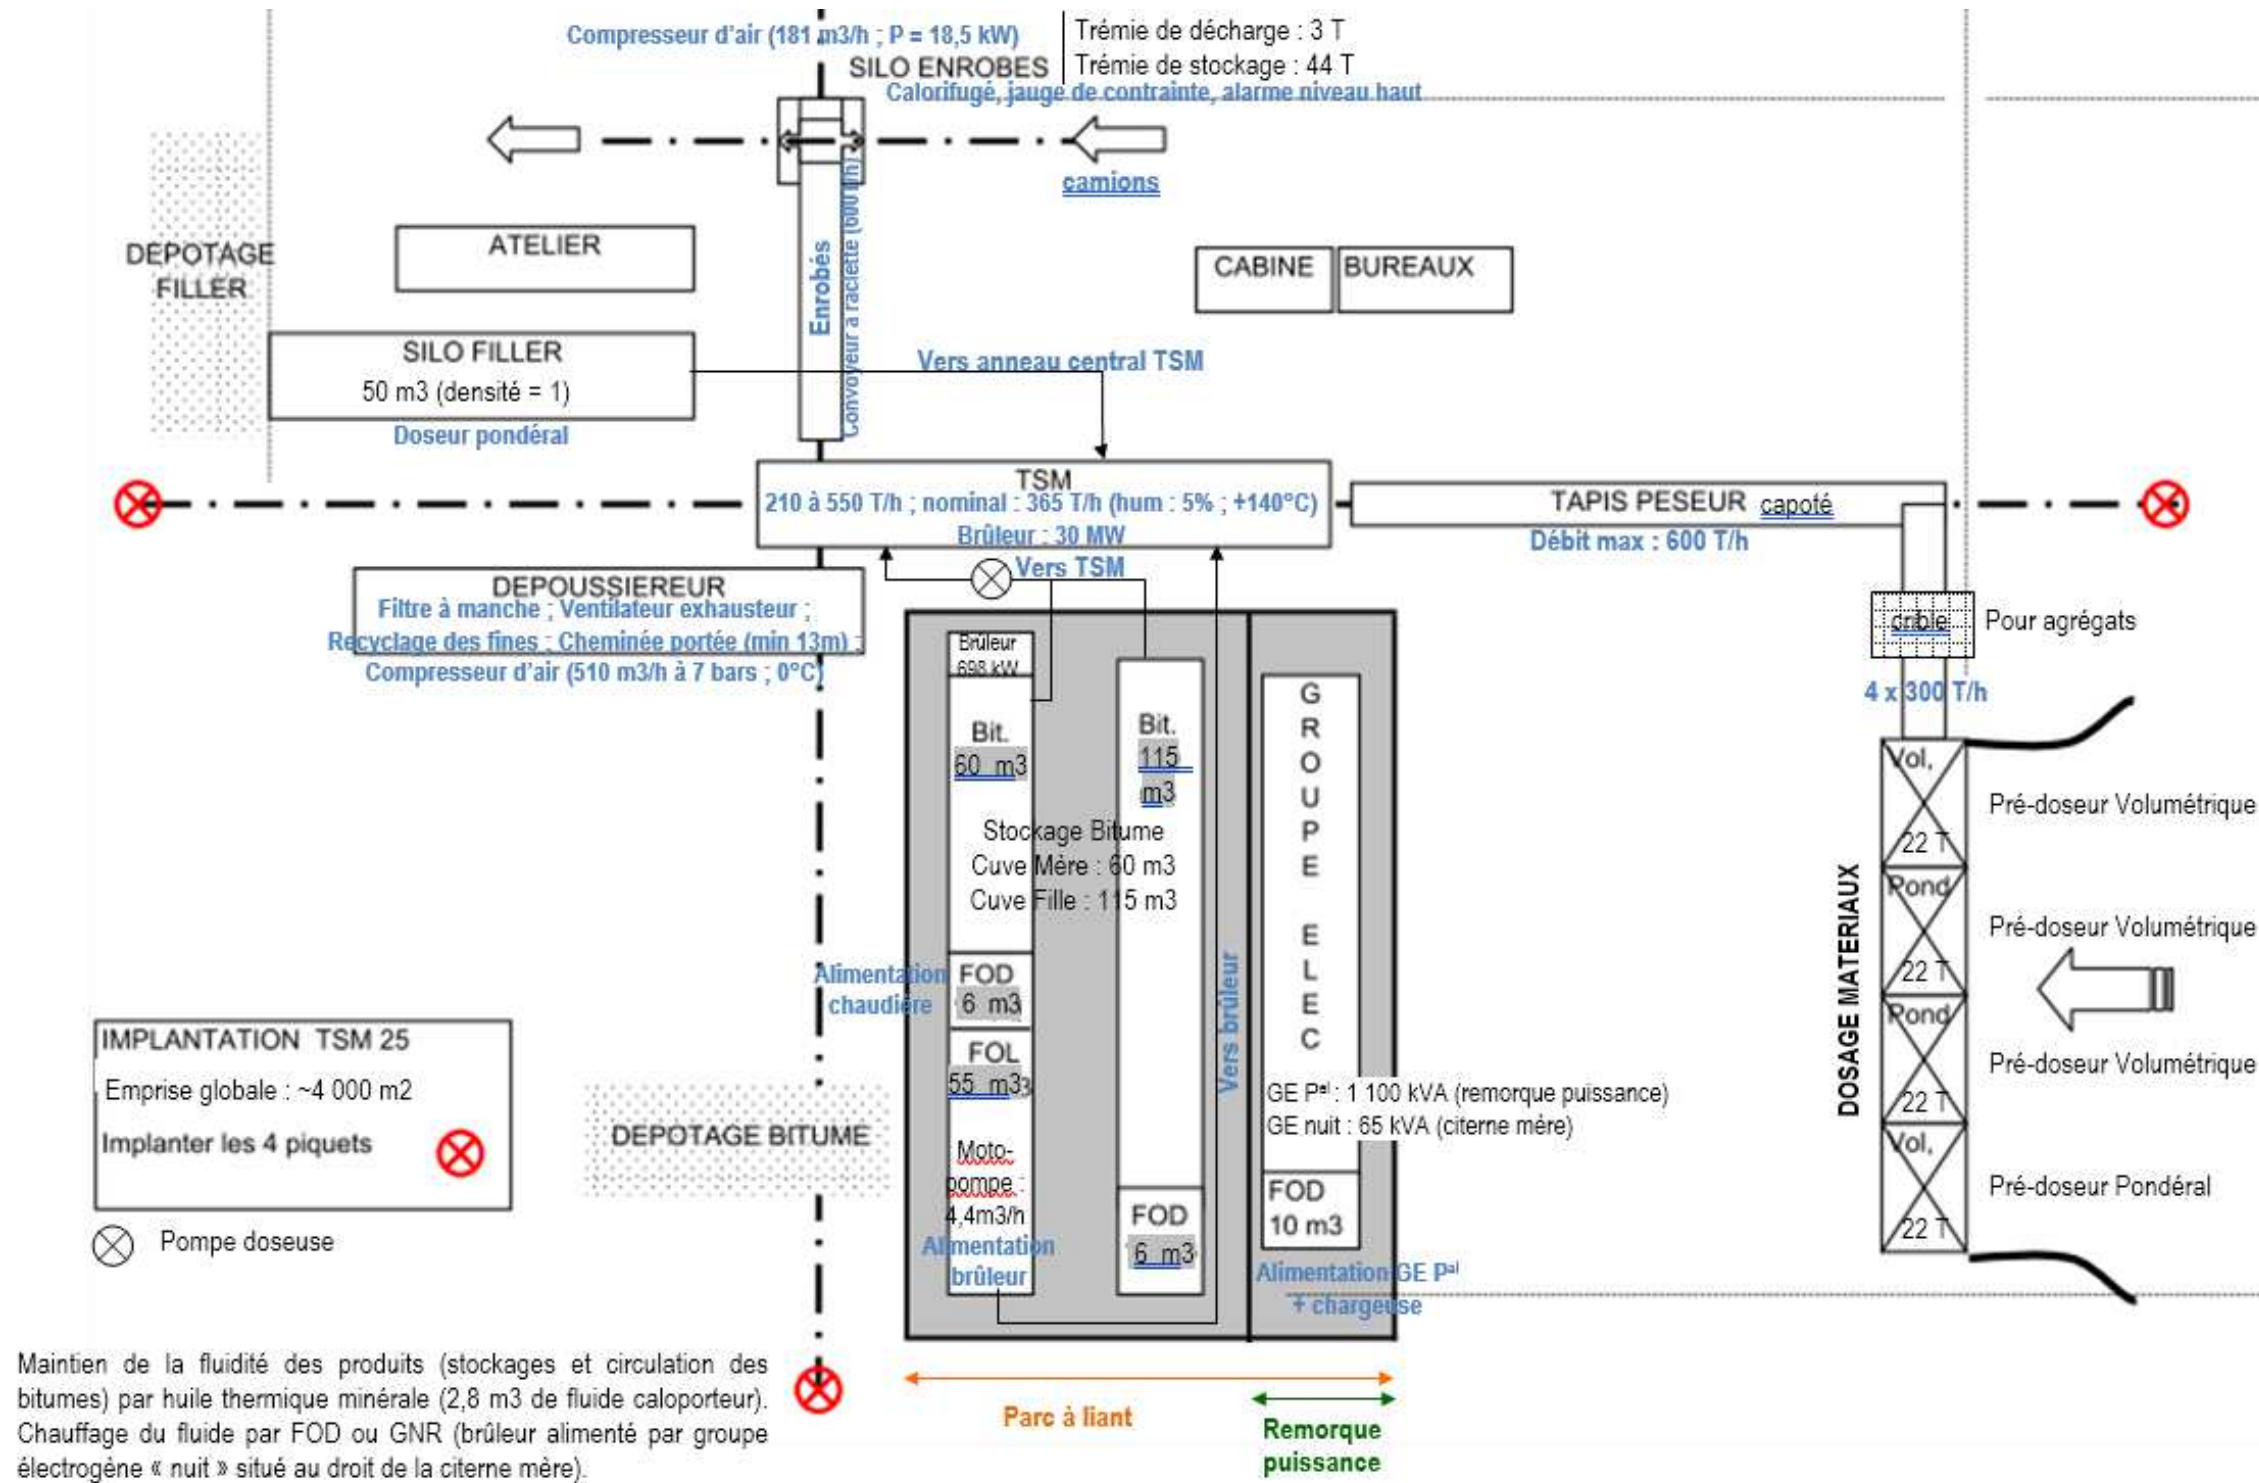 Compresseur d'air (181 m3/h ; P = 18,5 kW)
Trémie de décharge : 3 T
SILO ENROBES
Trémie de stockage : 44 T
Calorifugé, jauge de contrainte, alarme niveau haut
camions
DEPOTAGE
FILLER
ATELIER
Enrobés
Convoyeur à raclette (600 T/h)
CABINE
BUREAUX
SILO FILLER
50 m3 (densité = 1)
Doseur pondéral
Vers anneau central TSM
TSM
210 à 550 T/h ; nominal : 365 T/h (hum : 5% ; +140°C)
Brûleur : 30 MW
TAPIS PESEUR capoté
Débit max : 600 T/h
Vers TSM
DEPOUSSIEREUR
Filtre à manche ; Ventilateur exhausteur ;
Recyclage des fines ; Cheminée portée (min 13m) ;
Compresseur d'air (510 m3/h à 7 bars ; 0°C)
crible
Pour agrégats
4 x 300 T/h
Brûleur
698 kW
Bit.
60 m3
Bit.
115
m3
Stockage Bitume
Cuve Mère : 60 m3
Cuve Fille : 115 m3
Alimentation
chaudière
FOD
6 m3
FOL
55 m3
Moto-
pompe :
4,4m3/h
Alimentation
brûleur
FOD
6 m3
Vers brûleur
GROUPE ELEC
GE Pal : 1 100 kVA (remorque puissance)
GE nuit : 65 kVA (citerne mère)
FOD
10 m3
Alimentation GE Pal
+ chargeuse
DOSAGE MATERIAUX
Vol,
22 T
Pré-doseur Volumétrique
Pond
22 T
Pré-doseur Volumétrique
Pond
22 T
Pré-doseur Volumétrique
Vol,
22 T
Pré-doseur Pondéral
IMPLANTATION TSM 25
Emprise globale : ~4 000 m2
Implanter les 4 piquets
Pompe doseuse
DEPOTAGE BITUME
Maintien de la fluidité des produits (stockages et circulation des
bitumes) par huile thermique minérale (2,8 m3 de fluide caloporteur).
Chauffage du fluide par FOD ou GNR (brûleur alimenté par groupe
électrogène « nuit » situé au droit de la citerne mère).
Parc à liant
Remorque
puissance